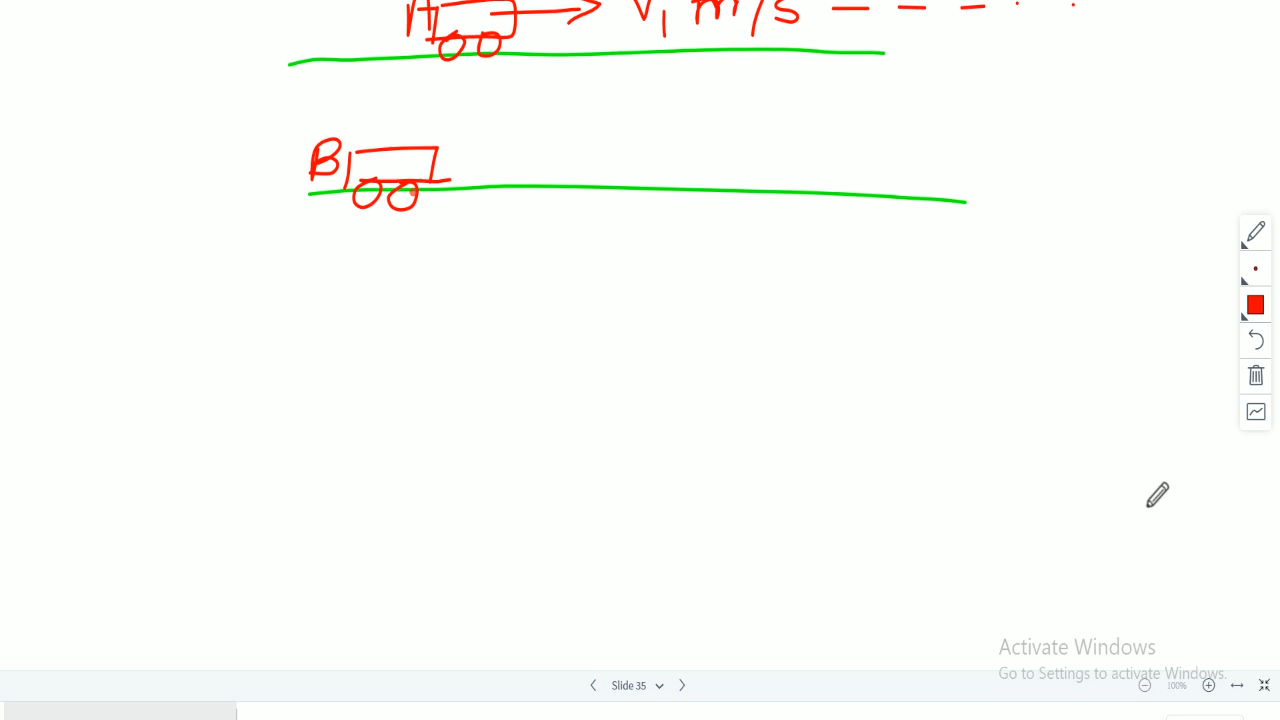 A V₁ m/s
B
Activate Windows
Go to Settings to activate Windows.
Slide 35
100%